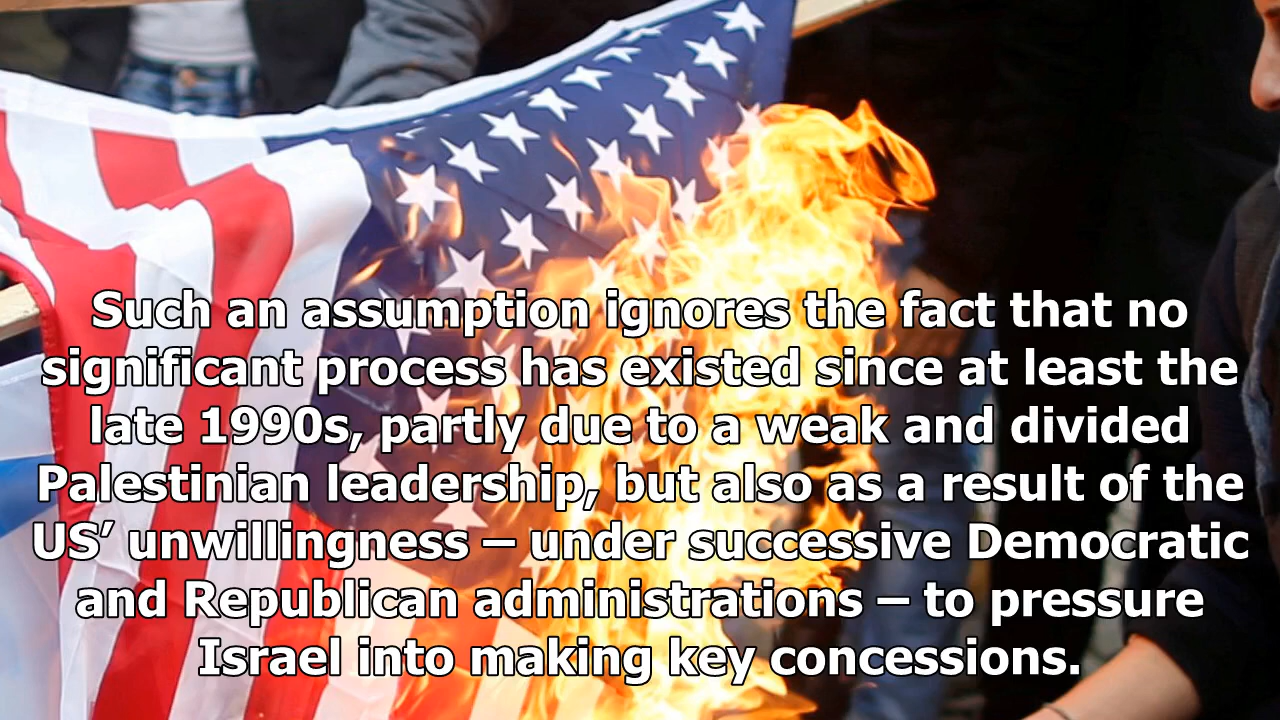 Such an assumption ignores the fact that no
significant process has existed since at least the
late 1990s, partly due to a weak and divided
Palestinian leadership, but also as a result of the
US’ unwillingness – under successive Democratic
and Republican administrations – to pressure
Israel into making key concessions.